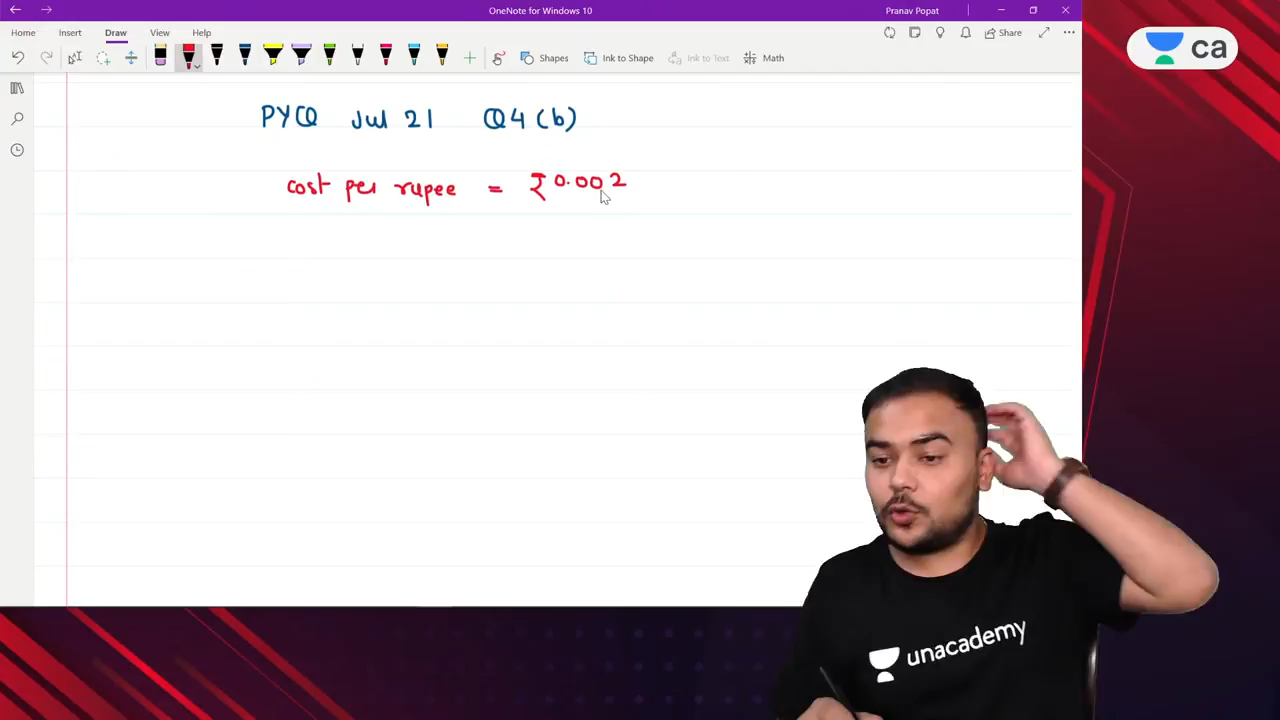 OneNote for Windows 10
Pranav Popat
Home Insert Draw View Help
Share
Shapes Ink to Shape Ink to Text Math
ca
PYCQ Jul 21 Q4 (b)
cost per rupee = ₹0.002
unacademy